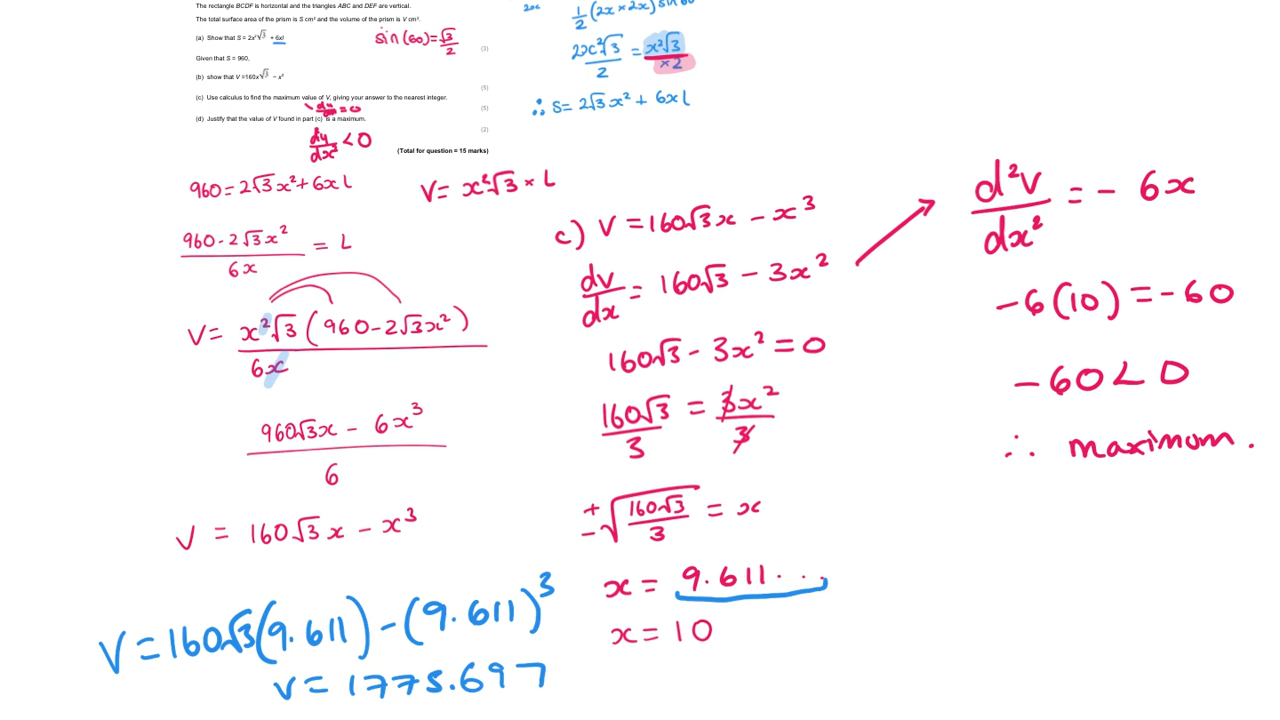 The rectangle BCDF is horizontal and the triangles ABC and DEF are vertical.
The total surface area of the prism is S cm² and the volume of the prism is V cm³.
(a) Show that S = 2x²√3 + 6xl
sin(60) = √3/2
(3)
Given that S = 960,
(b) show that V = 160x√3 − x³
(5)
(c) Use calculus to find the maximum value of V, giving your answer to the nearest integer.
(5)
(d) Justify that the value of V found in part (c) is a maximum.
(2)
< 0
(Total for question = 15 marks)
1/2 (2x × 2x) sin 60
2x²√3/2 = x²√3
×2
∴ S = 2√3x² + 6xL
960 = 2√3x² + 6xL
V = x²√3 × L
960 - 2√3x² / 6x = L
V = x²√3 (960 - 2√3x²) / 6x
960√3x - 6x³ / 6
V = 160√3x - x³
V = 160√3(9.611) - (9.611)³
V = 1775.697
c) V = 160√3x - x³
dv/dx = 160√3 - 3x²
160√3 - 3x² = 0
160√3/3 = 3x²/3
+- √(160√3/3) = x
x = 9.611...
x = 10
d²V/dx² = - 6x
-6(10) = -60
-60 < 0
∴ maximum.